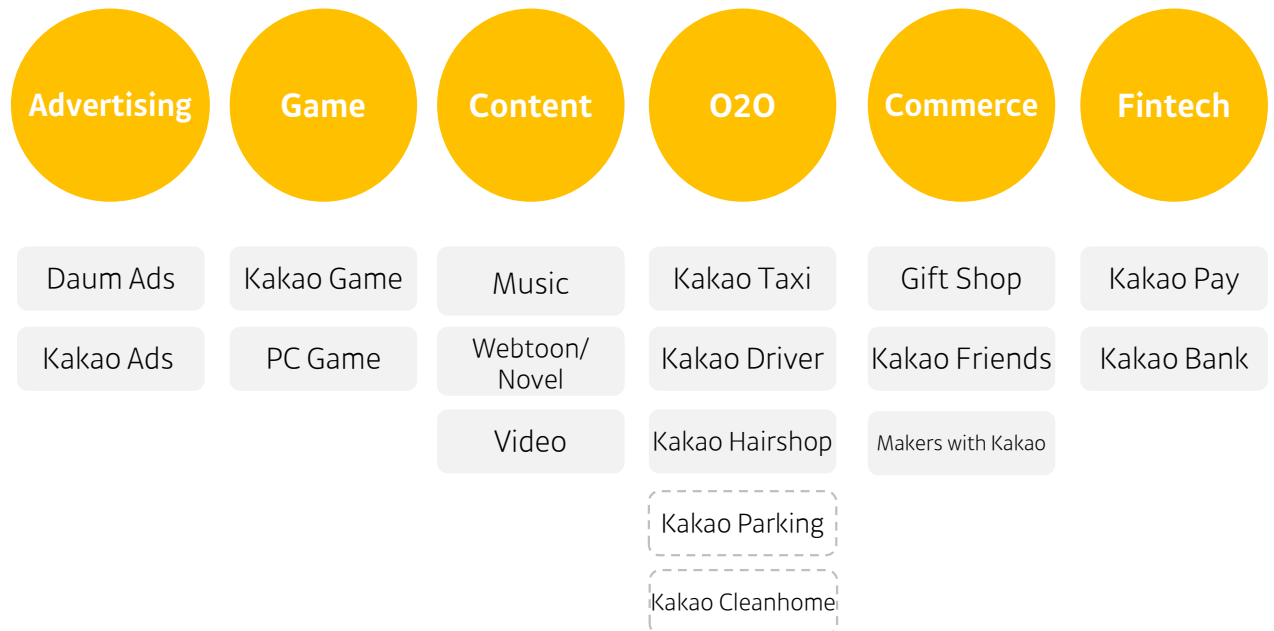 Advertising
Game
Content
O2O
Commerce
Fintech
Daum Ads
Kakao Game
Music
Kakao Taxi
Gift Shop
Kakao Pay
Kakao Ads
PC Game
Webtoon/
Novel
Kakao Driver
Kakao Friends
Kakao Bank
Video
Kakao Hairshop
Makers with Kakao
Kakao Parking
Kakao Cleanhome